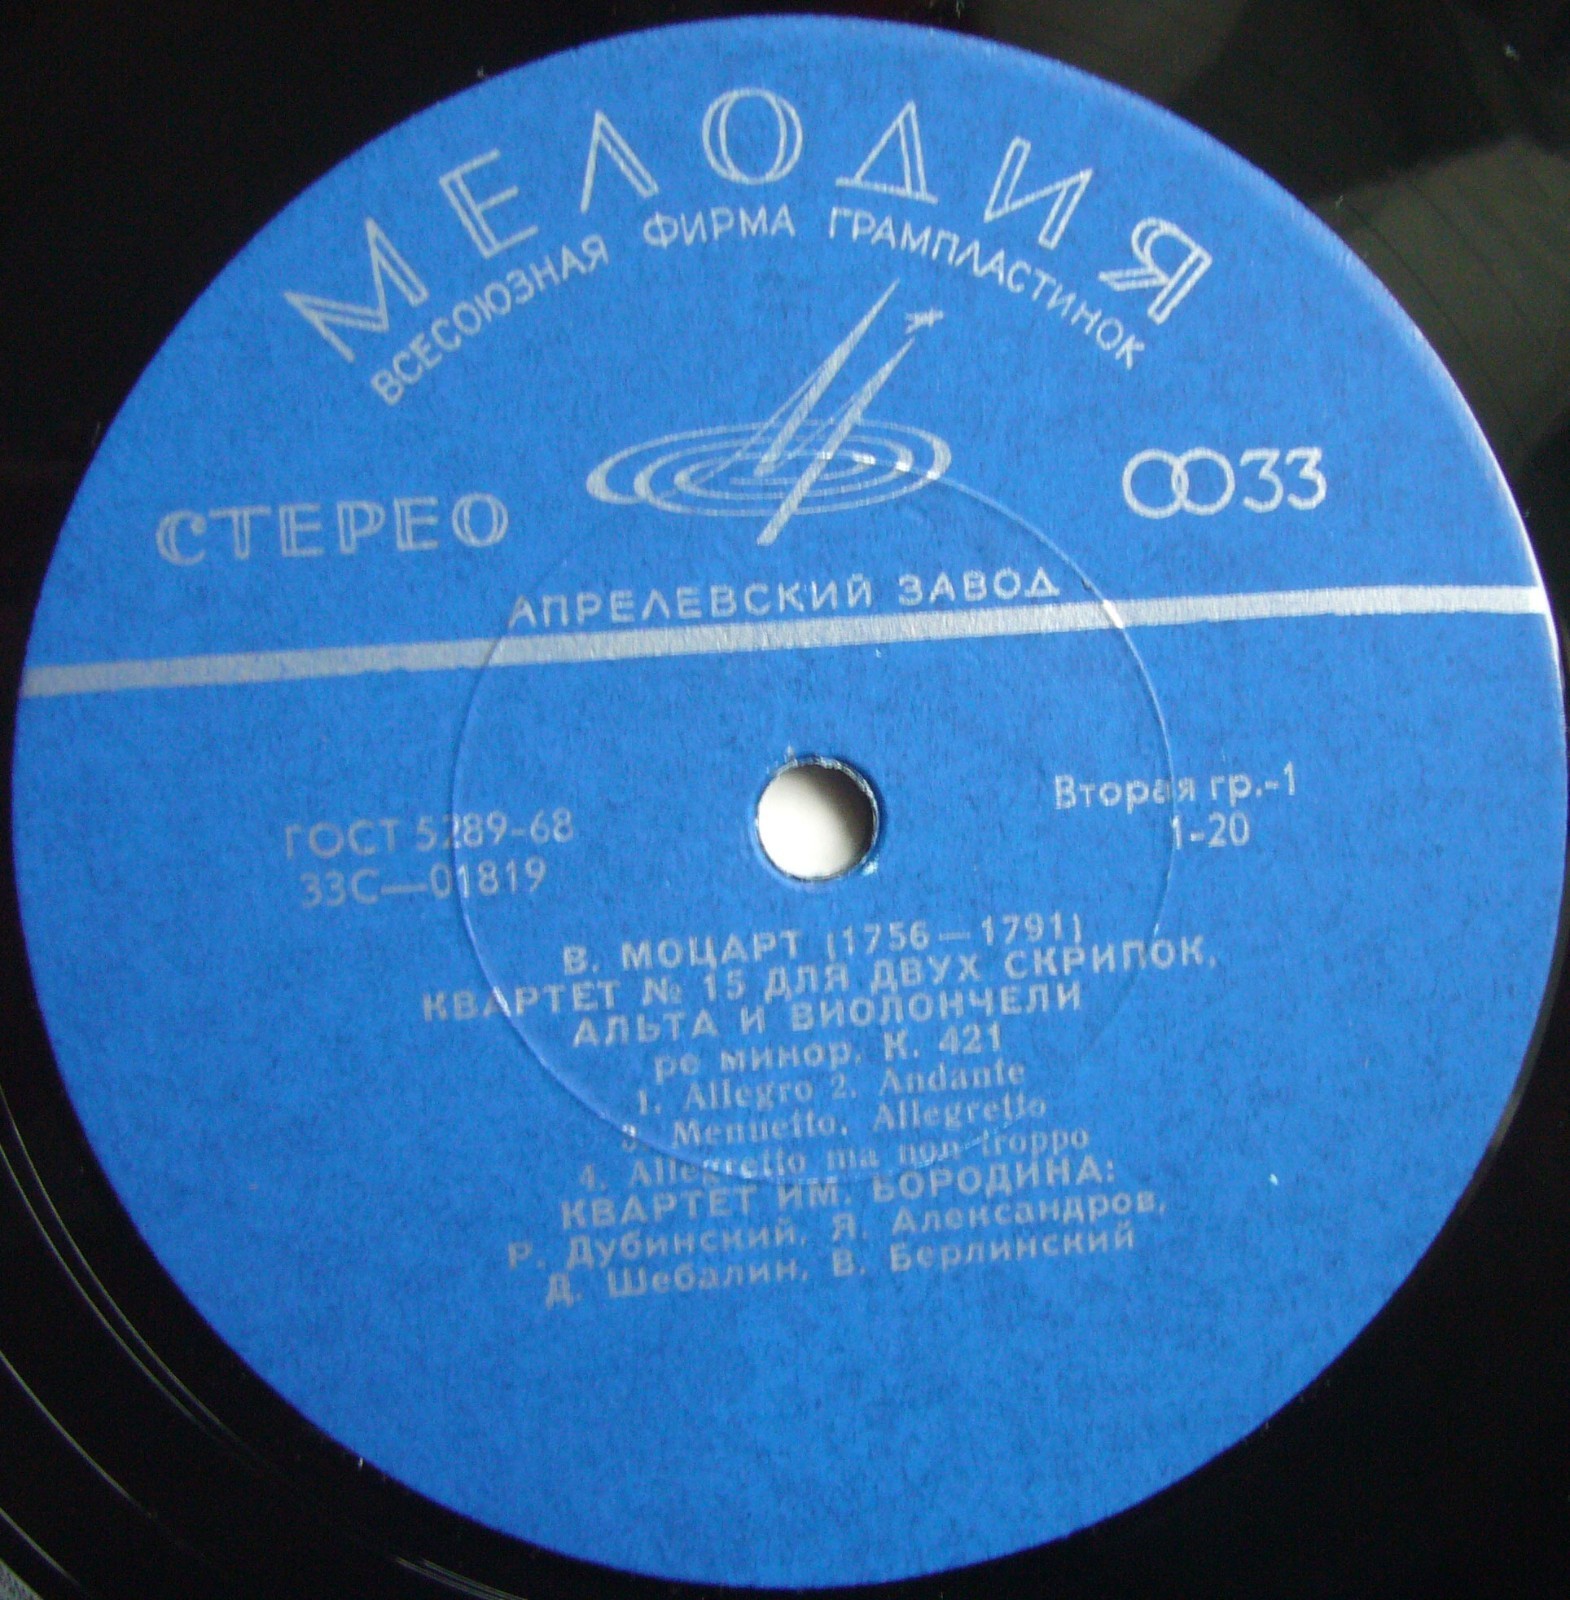 МЕЛОДИЯ
ВСЕСОЮЗНАЯ ФИРМА ГРАМПЛАСТИНОК
СТЕРЕО
33
АПРЕЛЕВСКИЙ ЗАВОД
ГОСТ 5289-68
33С—01819
Вторая гр.-1
1-20
В. МОЦАРТ (1756—1791)
КВАРТЕТ № 15 ДЛЯ ДВУХ СКРИПОК,
АЛЬТА И ВИОЛОНЧЕЛИ
ре минор, К. 421
1. Allegro 2. Andante
3. Menuetto. Allegretto
4. Allegretto ma non troppo
КВАРТЕТ ИМ. БОРОДИНА:
Р. Дубинский, Я. Александров,
Д. Шебалин, В. Берлинский